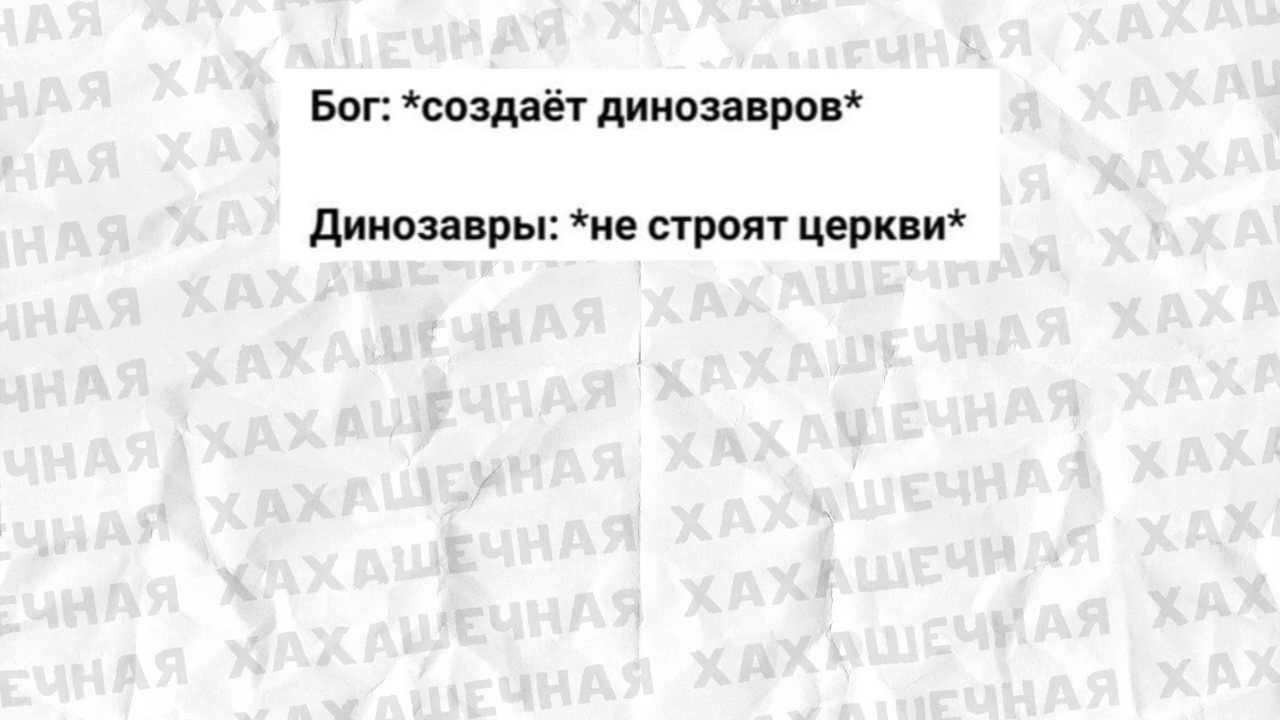 Бог: *создаёт динозавров*
Динозавры: *не строят церкви*
ХАХАШЕЧНАЯ